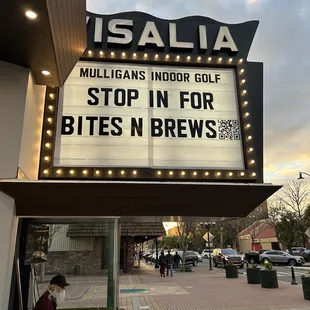 VISALIA
MULLIGANS INDOOR GOLF
STOP IN FOR
BITES N BREWS